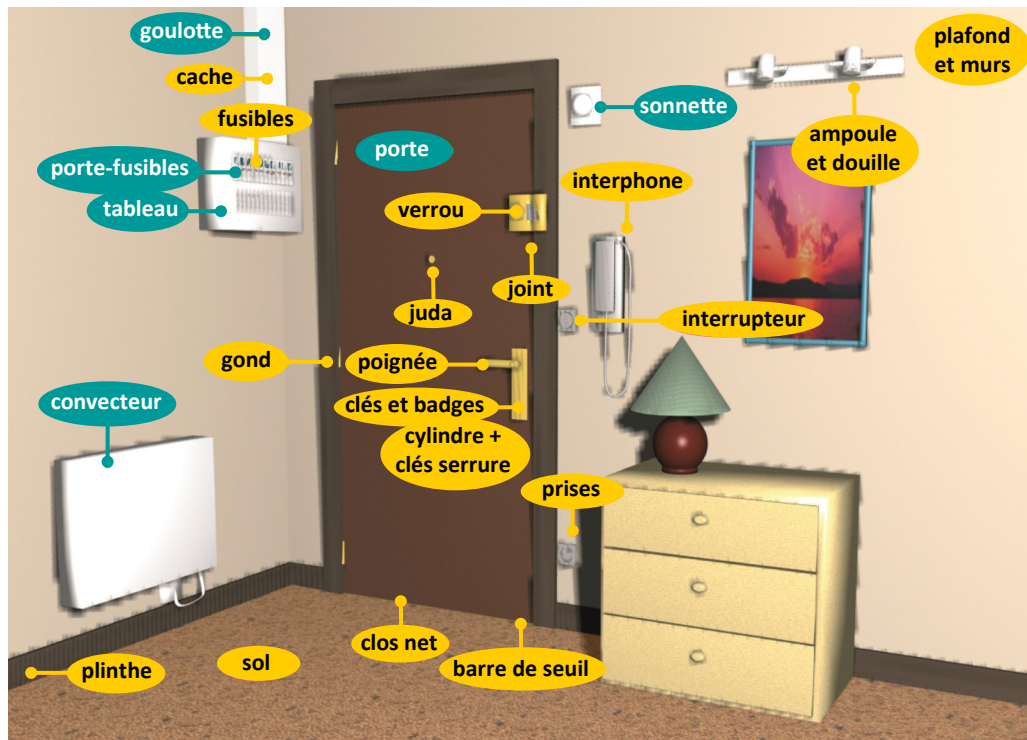 goulotte
cache
fusibles
porte-fusibles
tableau
porte
sonnette
plafond
et murs
ampoule
et douille
interphone
verrou
joint
juda
interrupteur
gond
poignée
convecteur
clés et badges
cylindre +
clés serrure
prises
clos net
barre de seuil
sol
plinthe